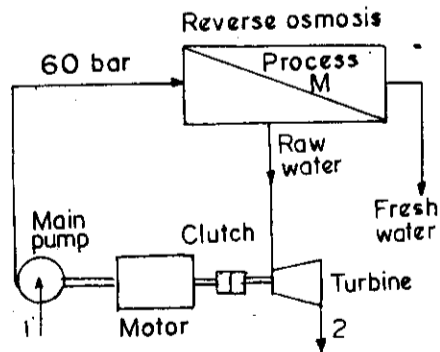 Reverse osmosis
60 bar
Process
M
Raw
water
Fresh
water
Main
pump
Clutch
Turbine
Motor
1
2